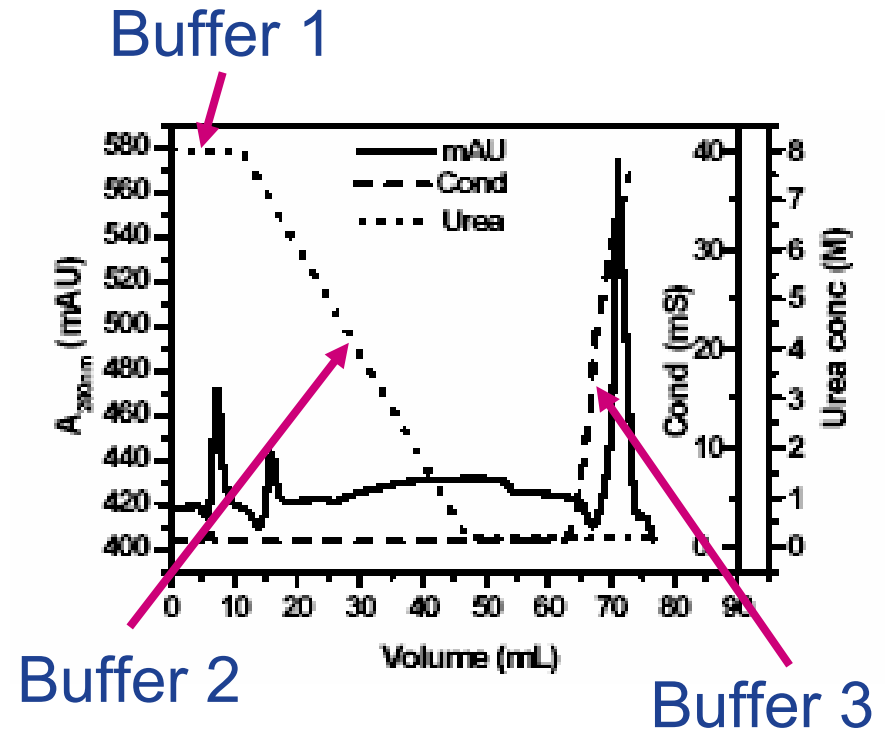 Buffer 1
mAU
Cond
Urea
580
560
540
520
500
480
460
440
420
400
A280nm (mAU)
40
30
20
10
0
Cond (mS)
8
7
6
5
4
3
2
1
0
Urea conc (M)
0 10 20 30 40 50 60 70 80 90
Volume (mL)
Buffer 2
Buffer 3